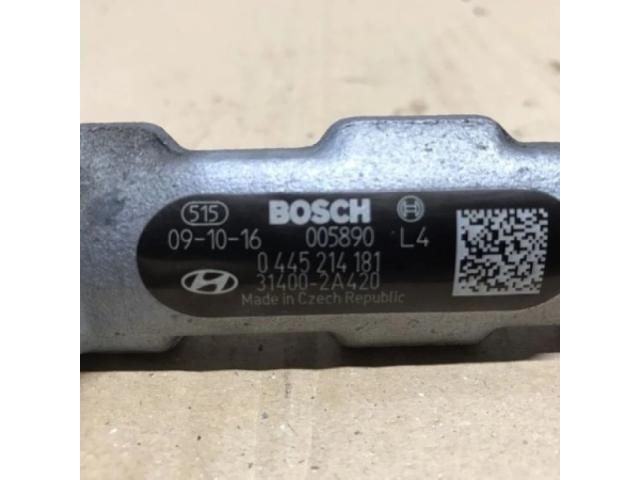 515 BOSCH
09-10-16 005890 L4
0 445 214 181
31400-2A420
Made in Czech Republic